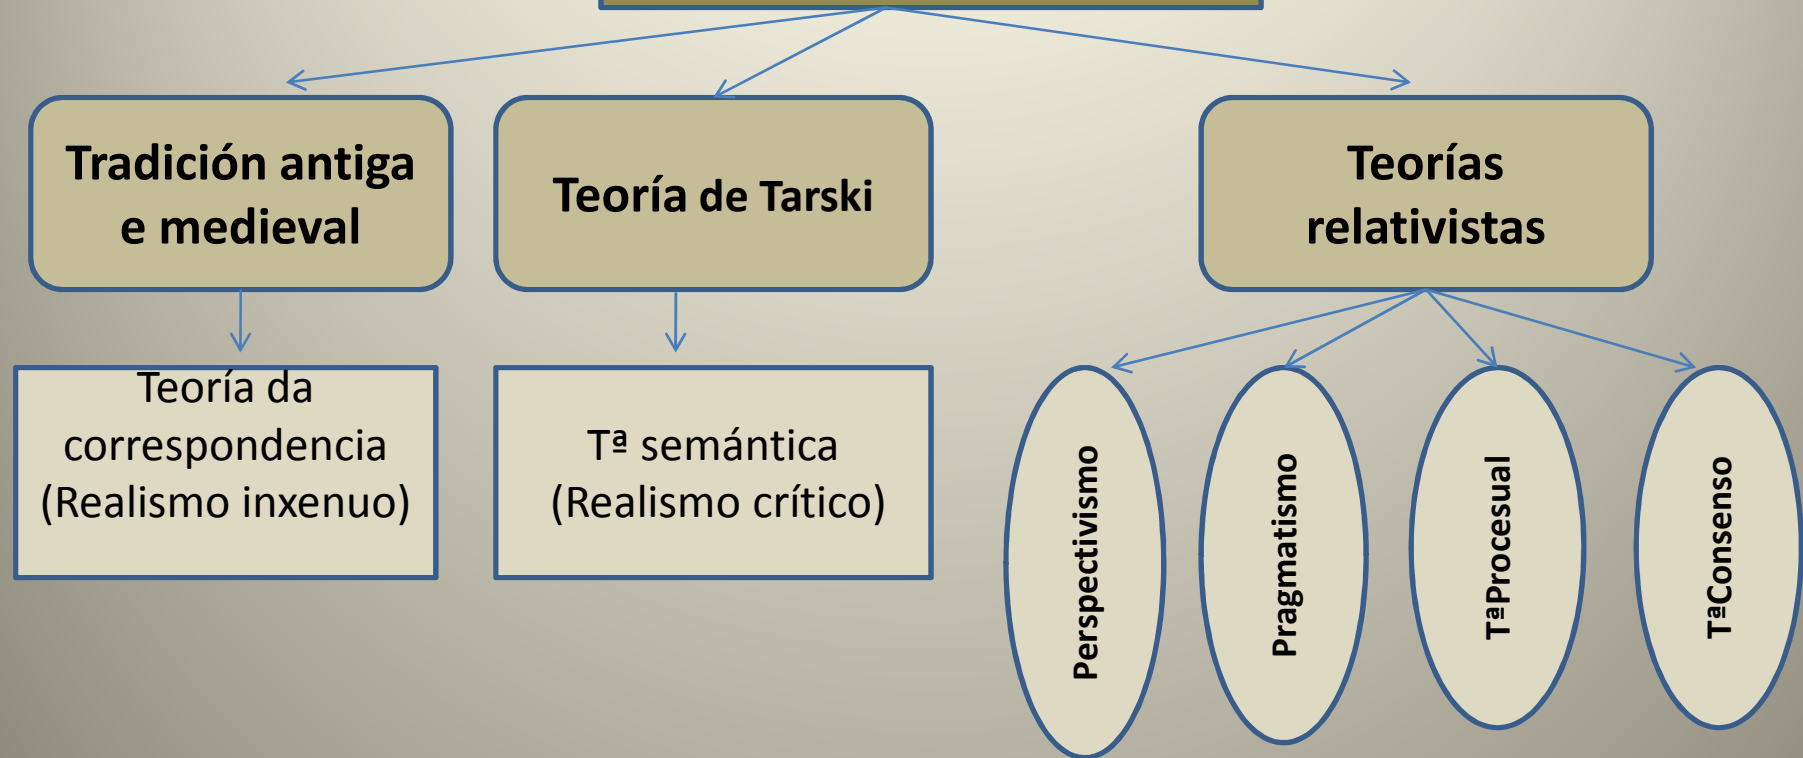 Tradición antiga
e medieval
Teoría de Tarski
Teorías
relativistas
Teoría da
correspondencia
(Realismo inxenuo)
Tª semántica
(Realismo crítico)
Perspectivismo
Pragmatismo
TªProcesual
TªConsenso